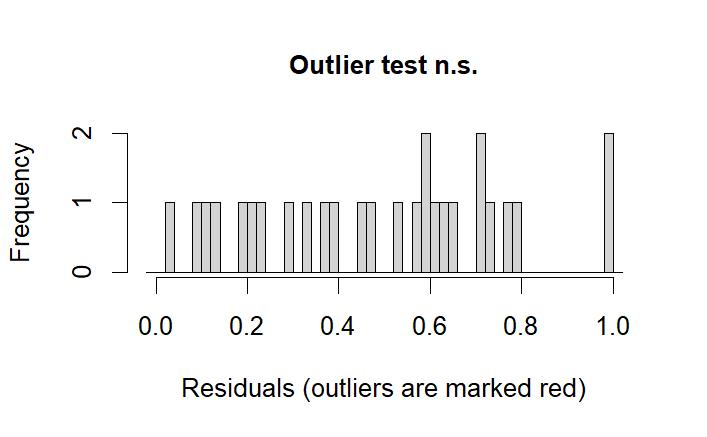 Outlier test n.s.
Frequency
2
1
0
0.0 0.2 0.4 0.6 0.8 1.0
Residuals (outliers are marked red)